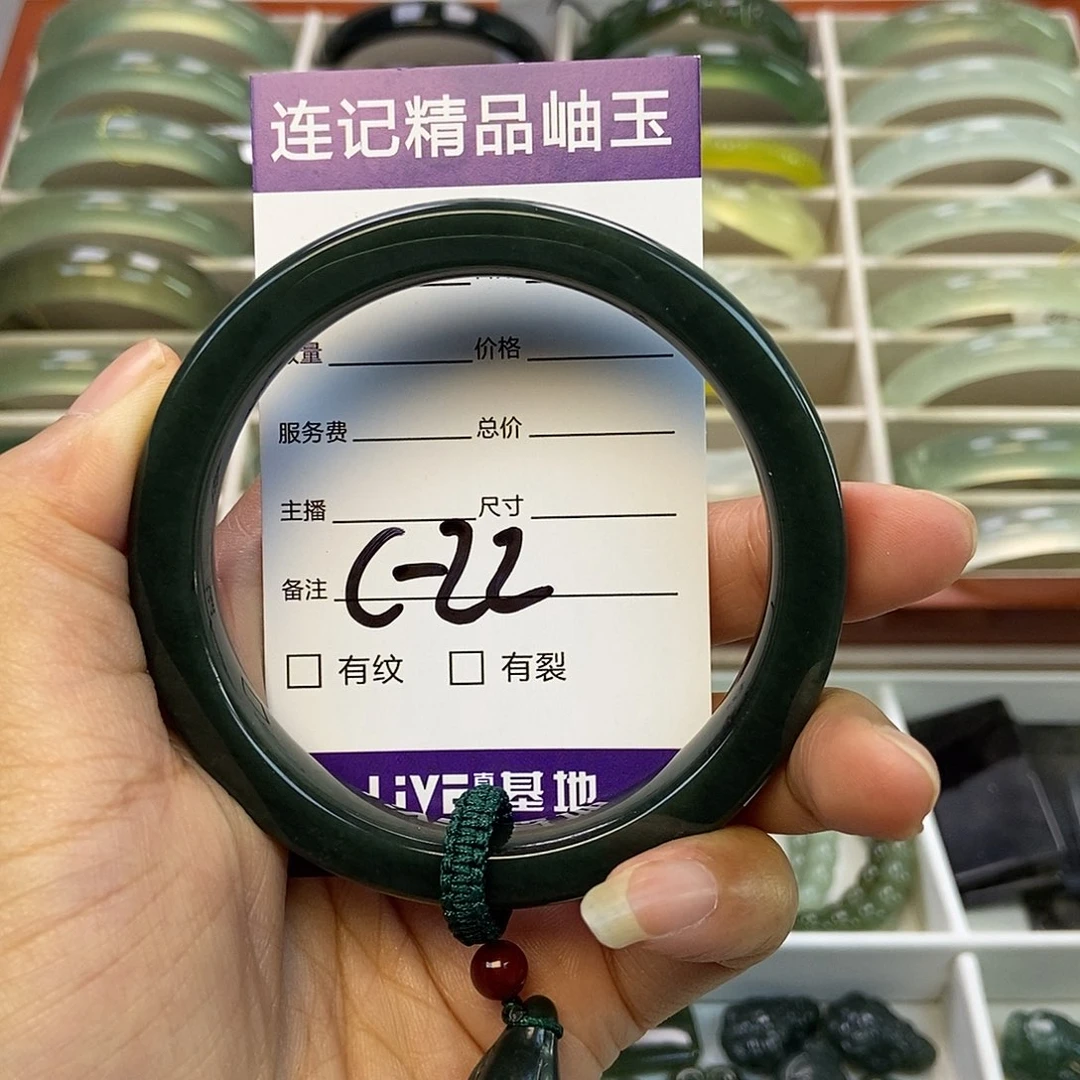 连记精品岫玉
量 价格
服务费 总价
主播 尺寸
备注 C-22
有纹 有裂
LIVE 基地